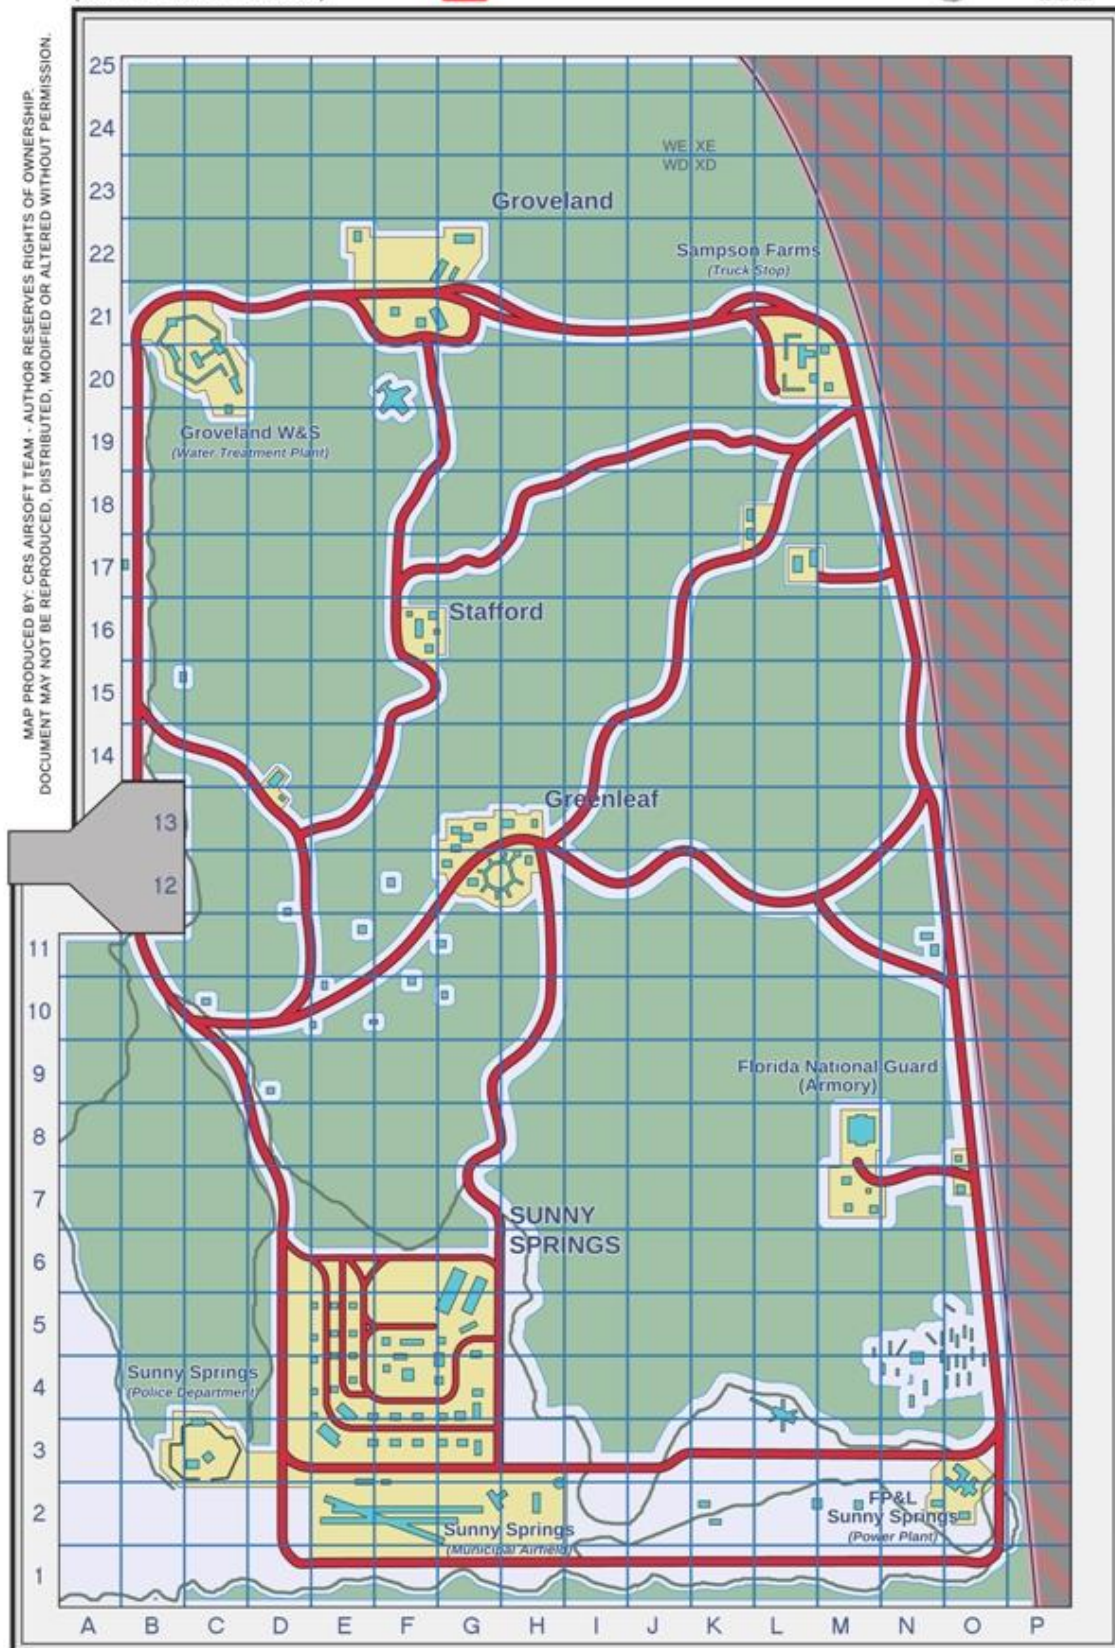 MAP PRODUCED BY: CRS AIRSOFT TEAM - AUTHOR RESERVES RIGHTS OF OWNERSHIP.
DOCUMENT MAY NOT BE REPRODUCED, DISTRIBUTED, MODIFIED OR ALTERED WITHOUT PERMISSION.
25
24
WE XE
WD XD
23
Groveland
22
Sampson Farms
(Truck Stop)
21
20
19
Groveland W&S
(Water Treatment Plant)
18
17
16
Stafford
15
14
13
Greenleaf
12
11
10
9
Florida National Guard
(Armory)
8
7
SUNNY
SPRINGS
6
5
4
Sunny Springs
(Police Department)
3
2
FP&L
Sunny Springs
(Power Plant)
Sunny Springs
(Municipal Airfield)
1
A B C D E F G H I J K L M N O P